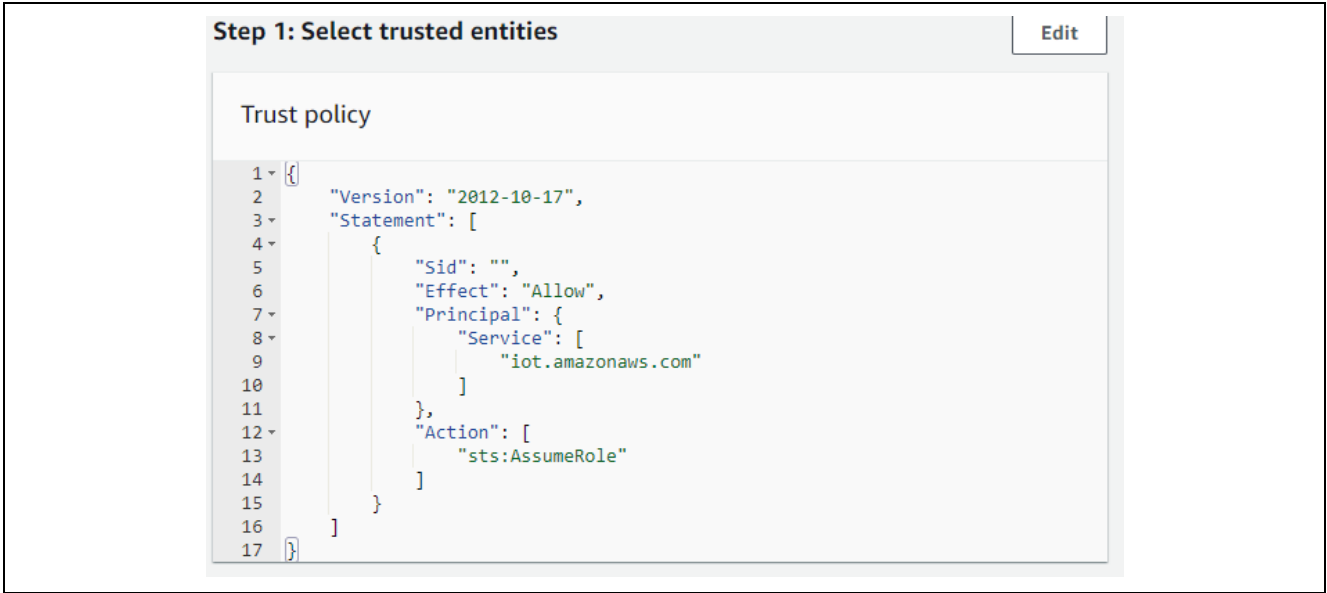 Step 1: Select trusted entities
Edit
Trust policy
1 {
2 "Version": "2012-10-17",
3 "Statement": [
4 {
5 "Sid": "",
6 "Effect": "Allow",
7 "Principal": {
8 "Service": [
9 "iot.amazonaws.com"
10 ]
11 },
12 "Action": [
13 "sts:AssumeRole"
14 ]
15 }
16 ]
17 }